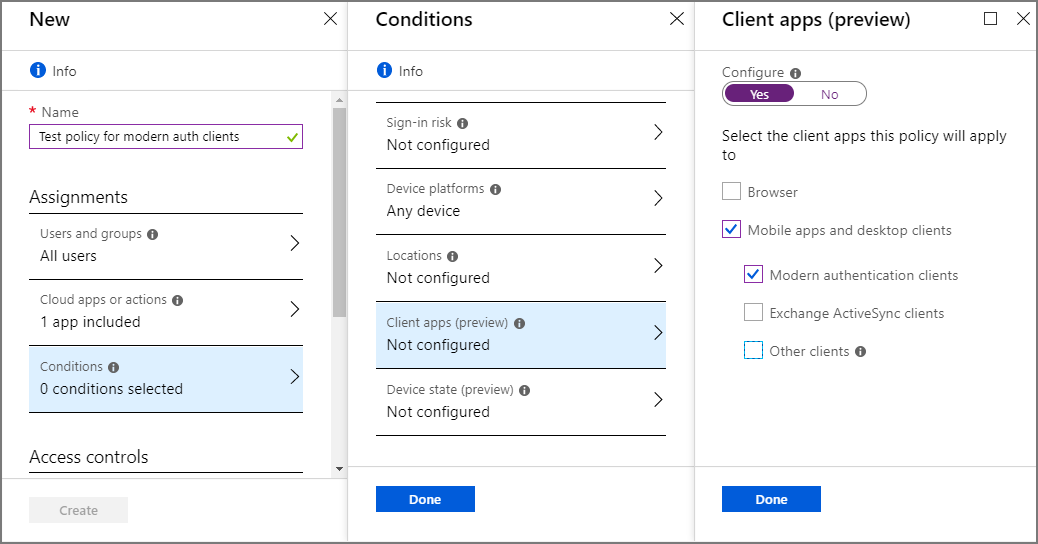 New
Info
* Name
Test policy for modern auth clients
Assignments
Users and groups
All users
Cloud apps or actions
1 app included
Conditions
0 conditions selected
Access controls
Create
Conditions
Info
Sign-in risk
Not configured
Device platforms
Any device
Locations
Not configured
Client apps (preview)
Not configured
Device state (preview)
Not configured
Done
Client apps (preview)
Configure
Yes No
Select the client apps this policy will apply
to
Browser
Mobile apps and desktop clients
Modern authentication clients
Exchange ActiveSync clients
Other clients
Done